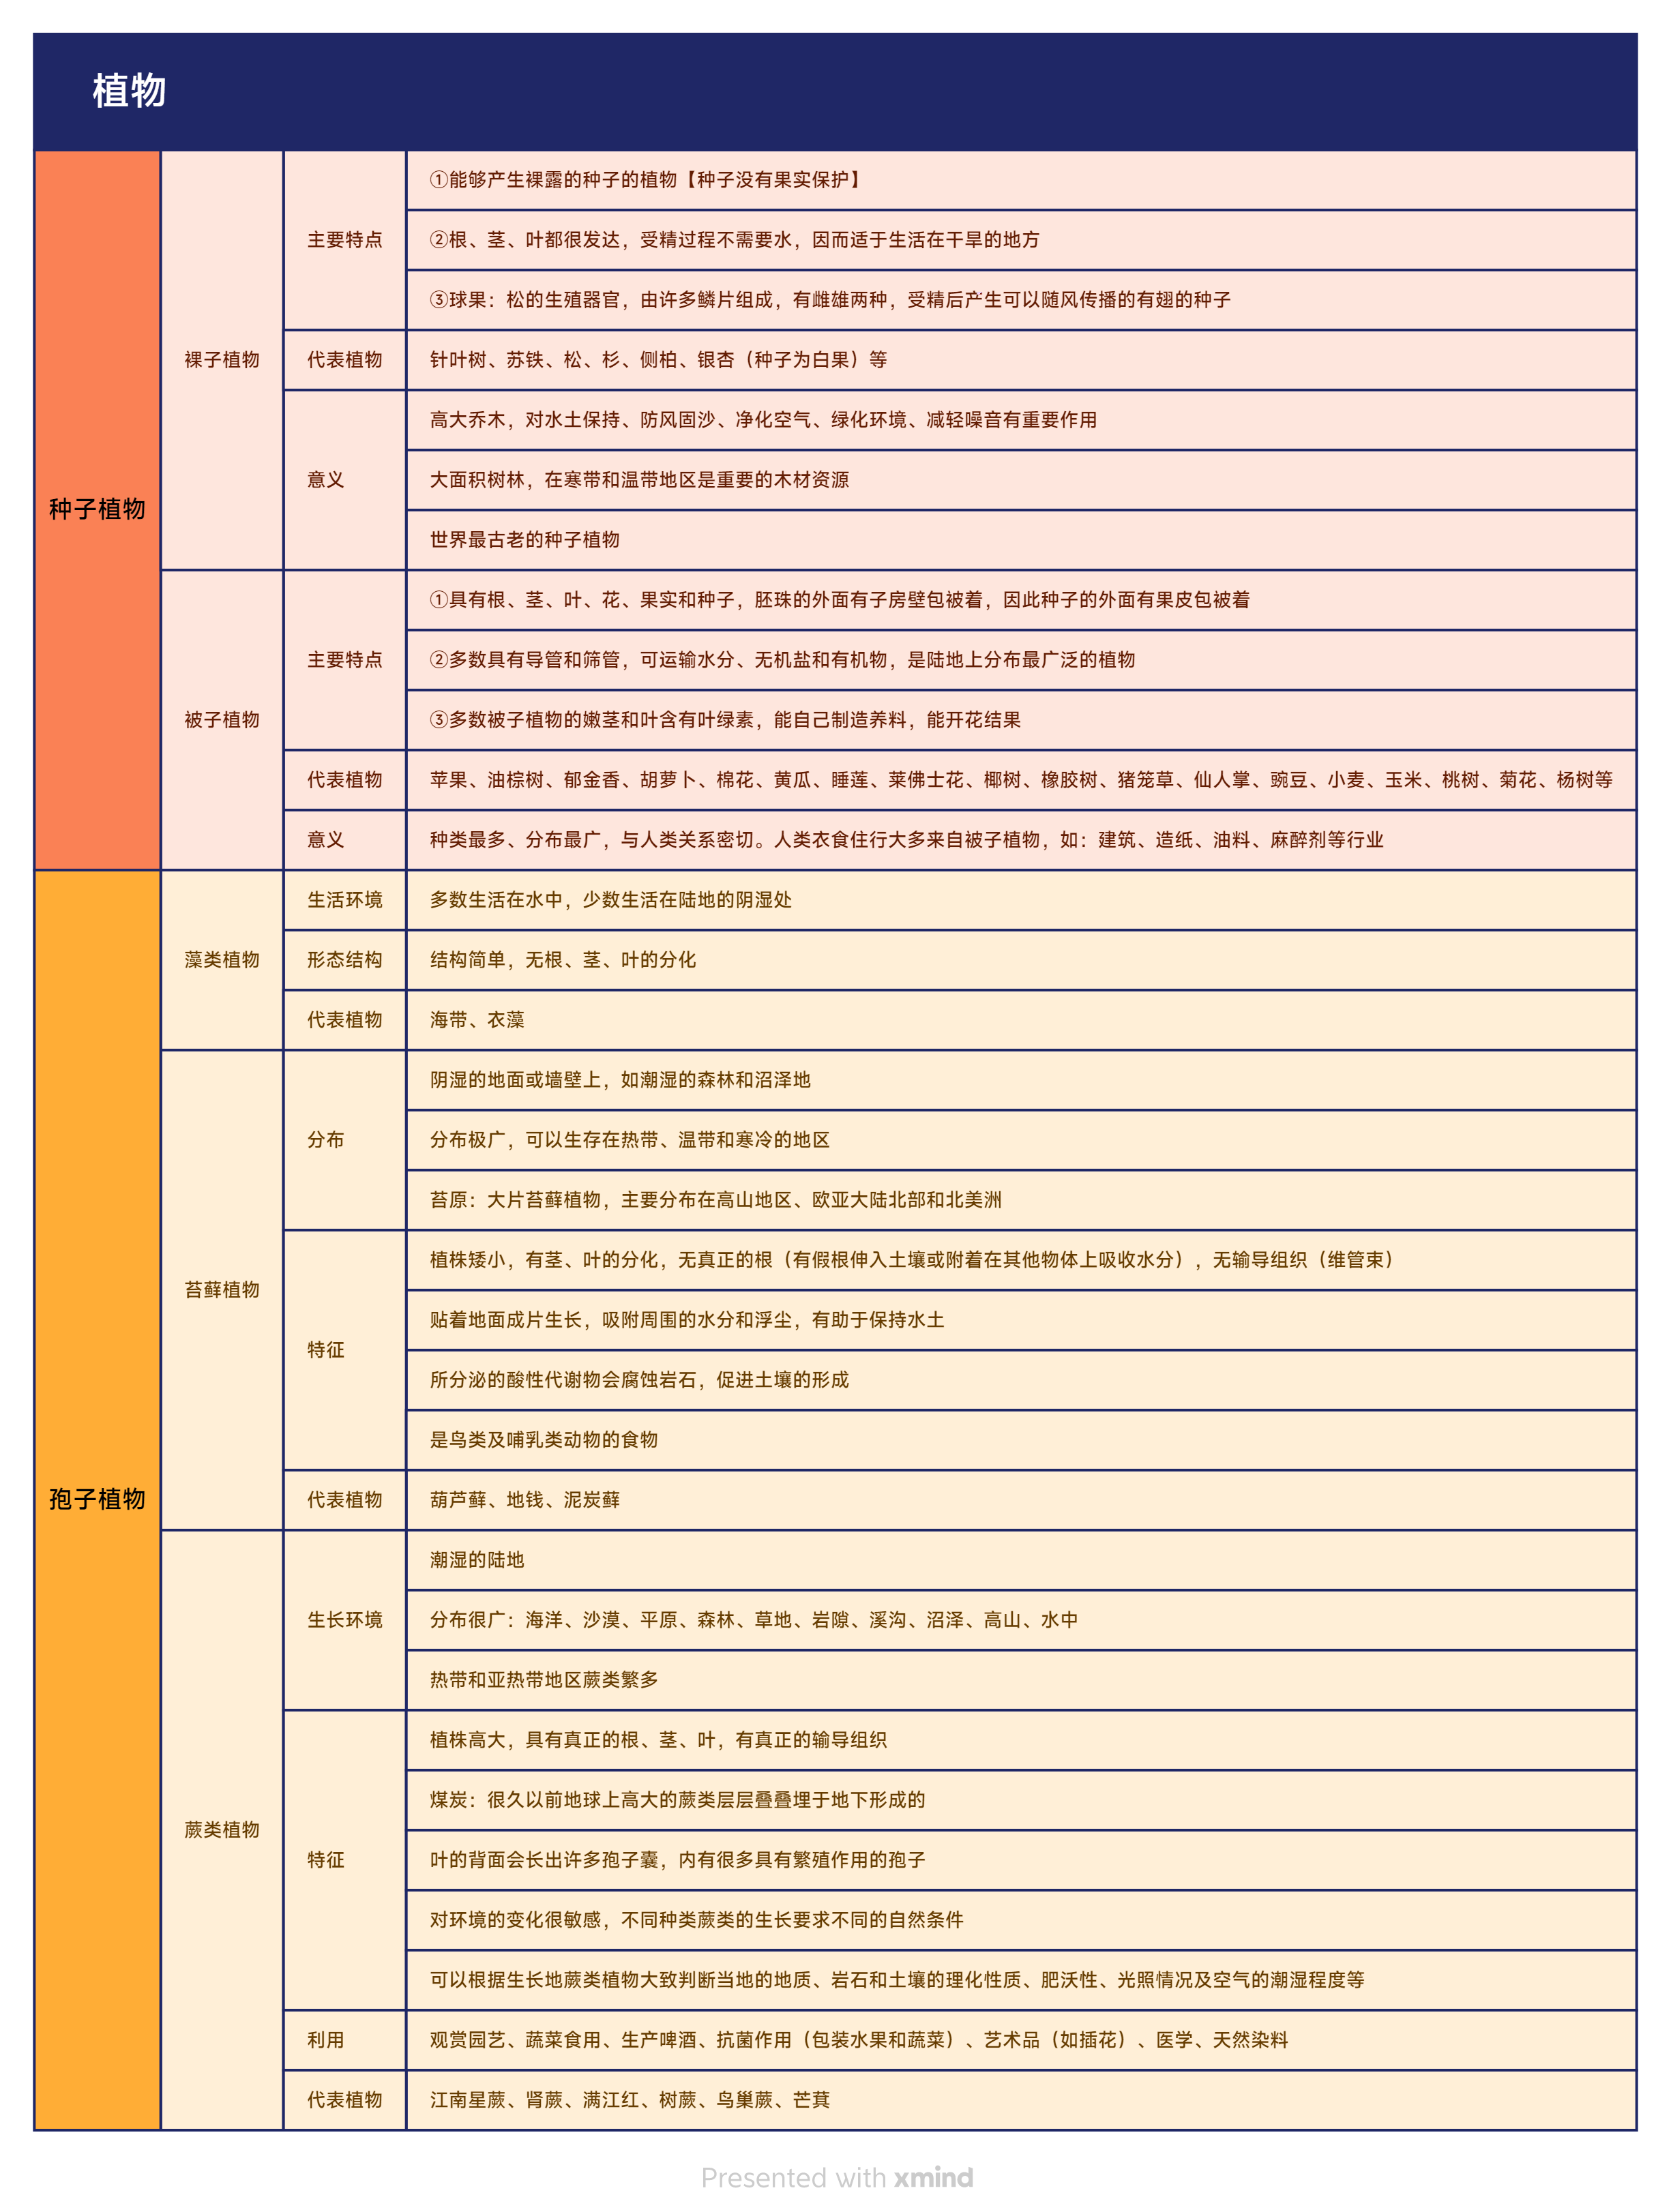 植物
种子植物
裸子植物
主要特点
①能够产生裸露的种子的植物【种子没有果实保护】
②根、茎、叶都很发达，受精过程不需要水，因而适于生活在干旱的地方
③球果：松的生殖器官，由许多鳞片组成，有雌雄两种，受精后产生可以随风传播的有翅的种子
代表植物
针叶树、苏铁、松、杉、侧柏、银杏（种子为白果）等
意义
高大乔木，对水土保持、防风固沙、净化空气、绿化环境、减轻噪音有重要作用
大面积树林，在寒带和温带地区是重要的木材资源
世界最古老的种子植物
被子植物
主要特点
①具有根、茎、叶、花、果实和种子，胚珠的外面有子房壁包被着，因此种子的外面有果皮包被着
②多数具有导管和筛管，可运输水分、无机盐和有机物，是陆地上分布最广泛的植物
③多数被子植物的嫩茎和叶含有叶绿素，能自己制造养料，能开花结果
代表植物
苹果、油棕树、郁金香、胡萝卜、棉花、黄瓜、睡莲、莱佛士花、椰树、橡胶树、猪笼草、仙人掌、豌豆、小麦、玉米、桃树、菊花、杨树等
意义
种类最多、分布最广，与人类关系密切。人类衣食住行大多来自被子植物，如：建筑、造纸、油料、麻醉剂等行业
孢子植物
藻类植物
生活环境
多数生活在水中，少数生活在陆地的阴湿处
形态结构
结构简单，无根、茎、叶的分化
代表植物
海带、衣藻
苔藓植物
分布
阴湿的地面或墙壁上，如潮湿的森林和沼泽地
分布极广，可以生存在热带、温带和寒冷的地区
苔原：大片苔藓植物，主要分布在高山地区、欧亚大陆北部和北美洲
特征
植株矮小，有茎、叶的分化，无真正的根（有假根伸入土壤或附着在其他物体上吸收水分），无输导组织（维管束）
贴着地面成片生长，吸附周围的水分和浮尘，有助于保持水土
所分泌的酸性代谢物会腐蚀岩石，促进土壤的形成
是鸟类及哺乳类动物的食物
代表植物
葫芦藓、地钱、泥炭藓
蕨类植物
生长环境
潮湿的陆地
分布很广：海洋、沙漠、平原、森林、草地、岩隙、溪沟、沼泽、高山、水中
热带和亚热带地区蕨类繁多
特征
植株高大，具有真正的根、茎、叶，有真正的输导组织
煤炭：很久以前地球上高大的蕨类层层叠叠埋于地下形成的
叶的背面会长出许多孢子囊，内有很多具有繁殖作用的孢子
对环境的变化很敏感，不同种类蕨类的生长要求不同的自然条件
可以根据生长地蕨类植物大致判断当地的地质、岩石和土壤的理化性质、肥沃性、光照情况及空气的潮湿程度等
利用
观赏园艺、蔬菜食用、生产啤酒、抗菌作用（包装水果和蔬菜）、艺术品（如插花）、医学、天然染料
代表植物
江南星蕨、肾蕨、满江红、树蕨、鸟巢蕨、芒萁
Presented with xmind